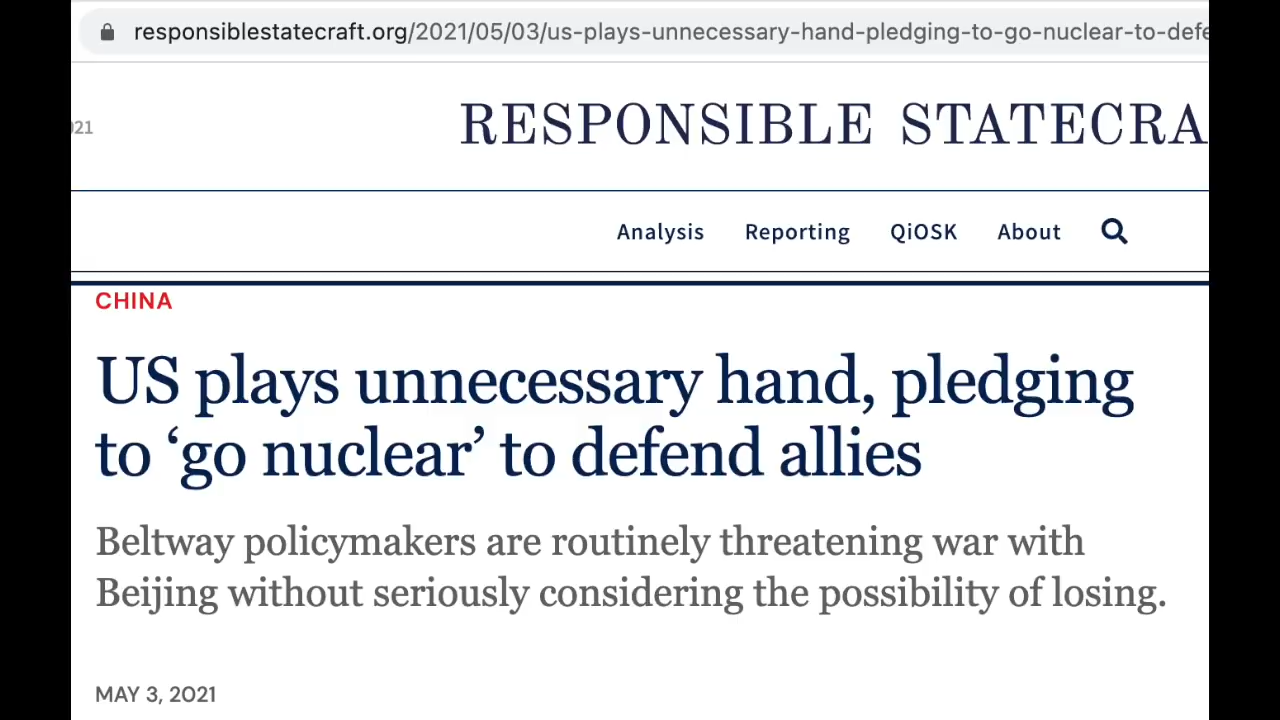 responsiblestatecraft.org/2021/05/03/us-plays-unnecessary-hand-pledging-to-go-nuclear-to-defe
021
RESPONSIBLE STATECRA
Analysis Reporting QiOSK About
CHINA
US plays unnecessary hand, pledging
to ‘go nuclear’ to defend allies
Beltway policymakers are routinely threatening war with
Beijing without seriously considering the possibility of losing.
MAY 3, 2021